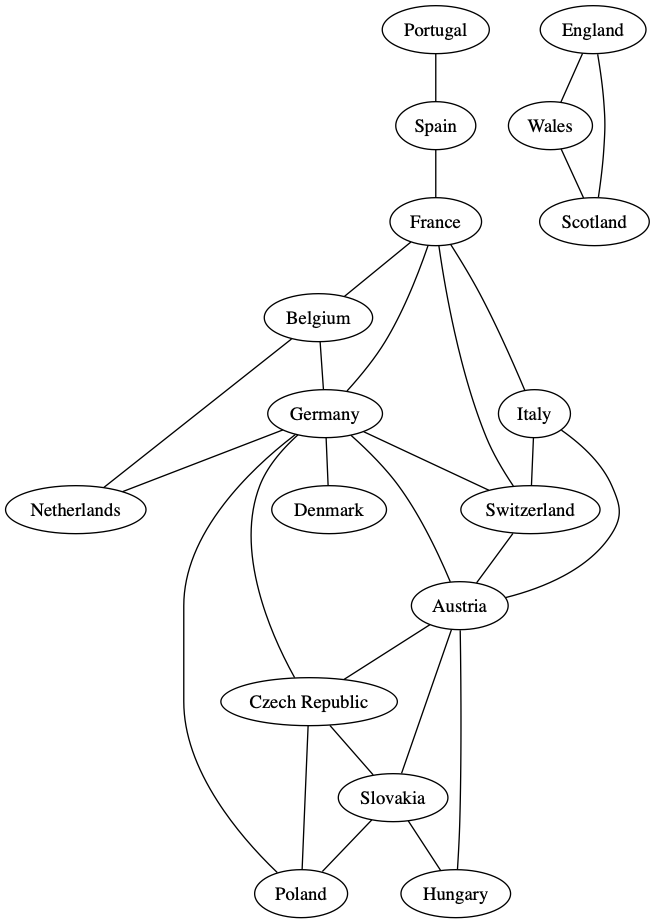 Portugal
England
Spain
Wales
France
Scotland
Belgium
Germany
Italy
Netherlands
Denmark
Switzerland
Austria
Czech Republic
Slovakia
Poland
Hungary